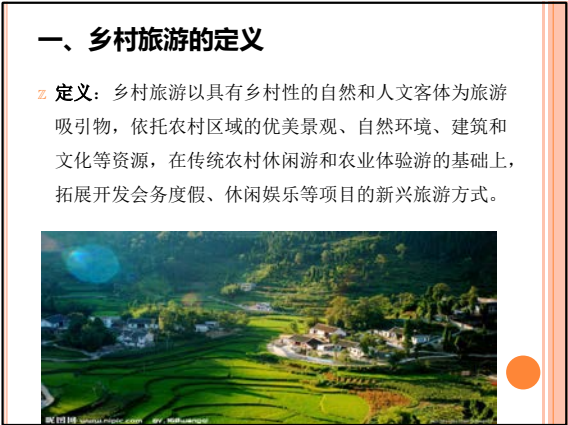 一、乡村旅游的定义
z 定义：乡村旅游以具有乡村性的自然和人文客体为旅游
吸引物，依托农村区域的优美景观、自然环境、建筑和
文化等资源，在传统农村休闲游和农业体验游的基础上，
拓展开发会务度假、休闲娱乐等项目的新兴旅游方式。
昵图网 www.nipic.com